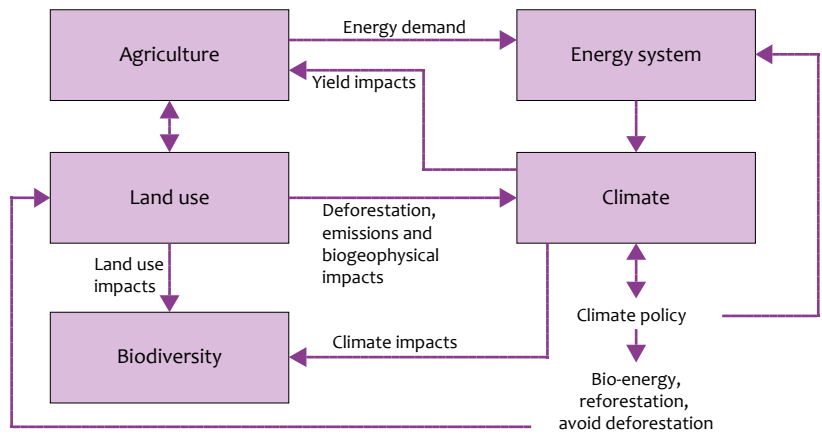 Agriculture
Energy demand
Energy system
Yield impacts
Land use
Climate
Deforestation,
emissions and
biogeophysical
impacts
Land use
impacts
Climate policy
Biodiversity
Climate impacts
Bio-energy,
reforestation,
avoid deforestation